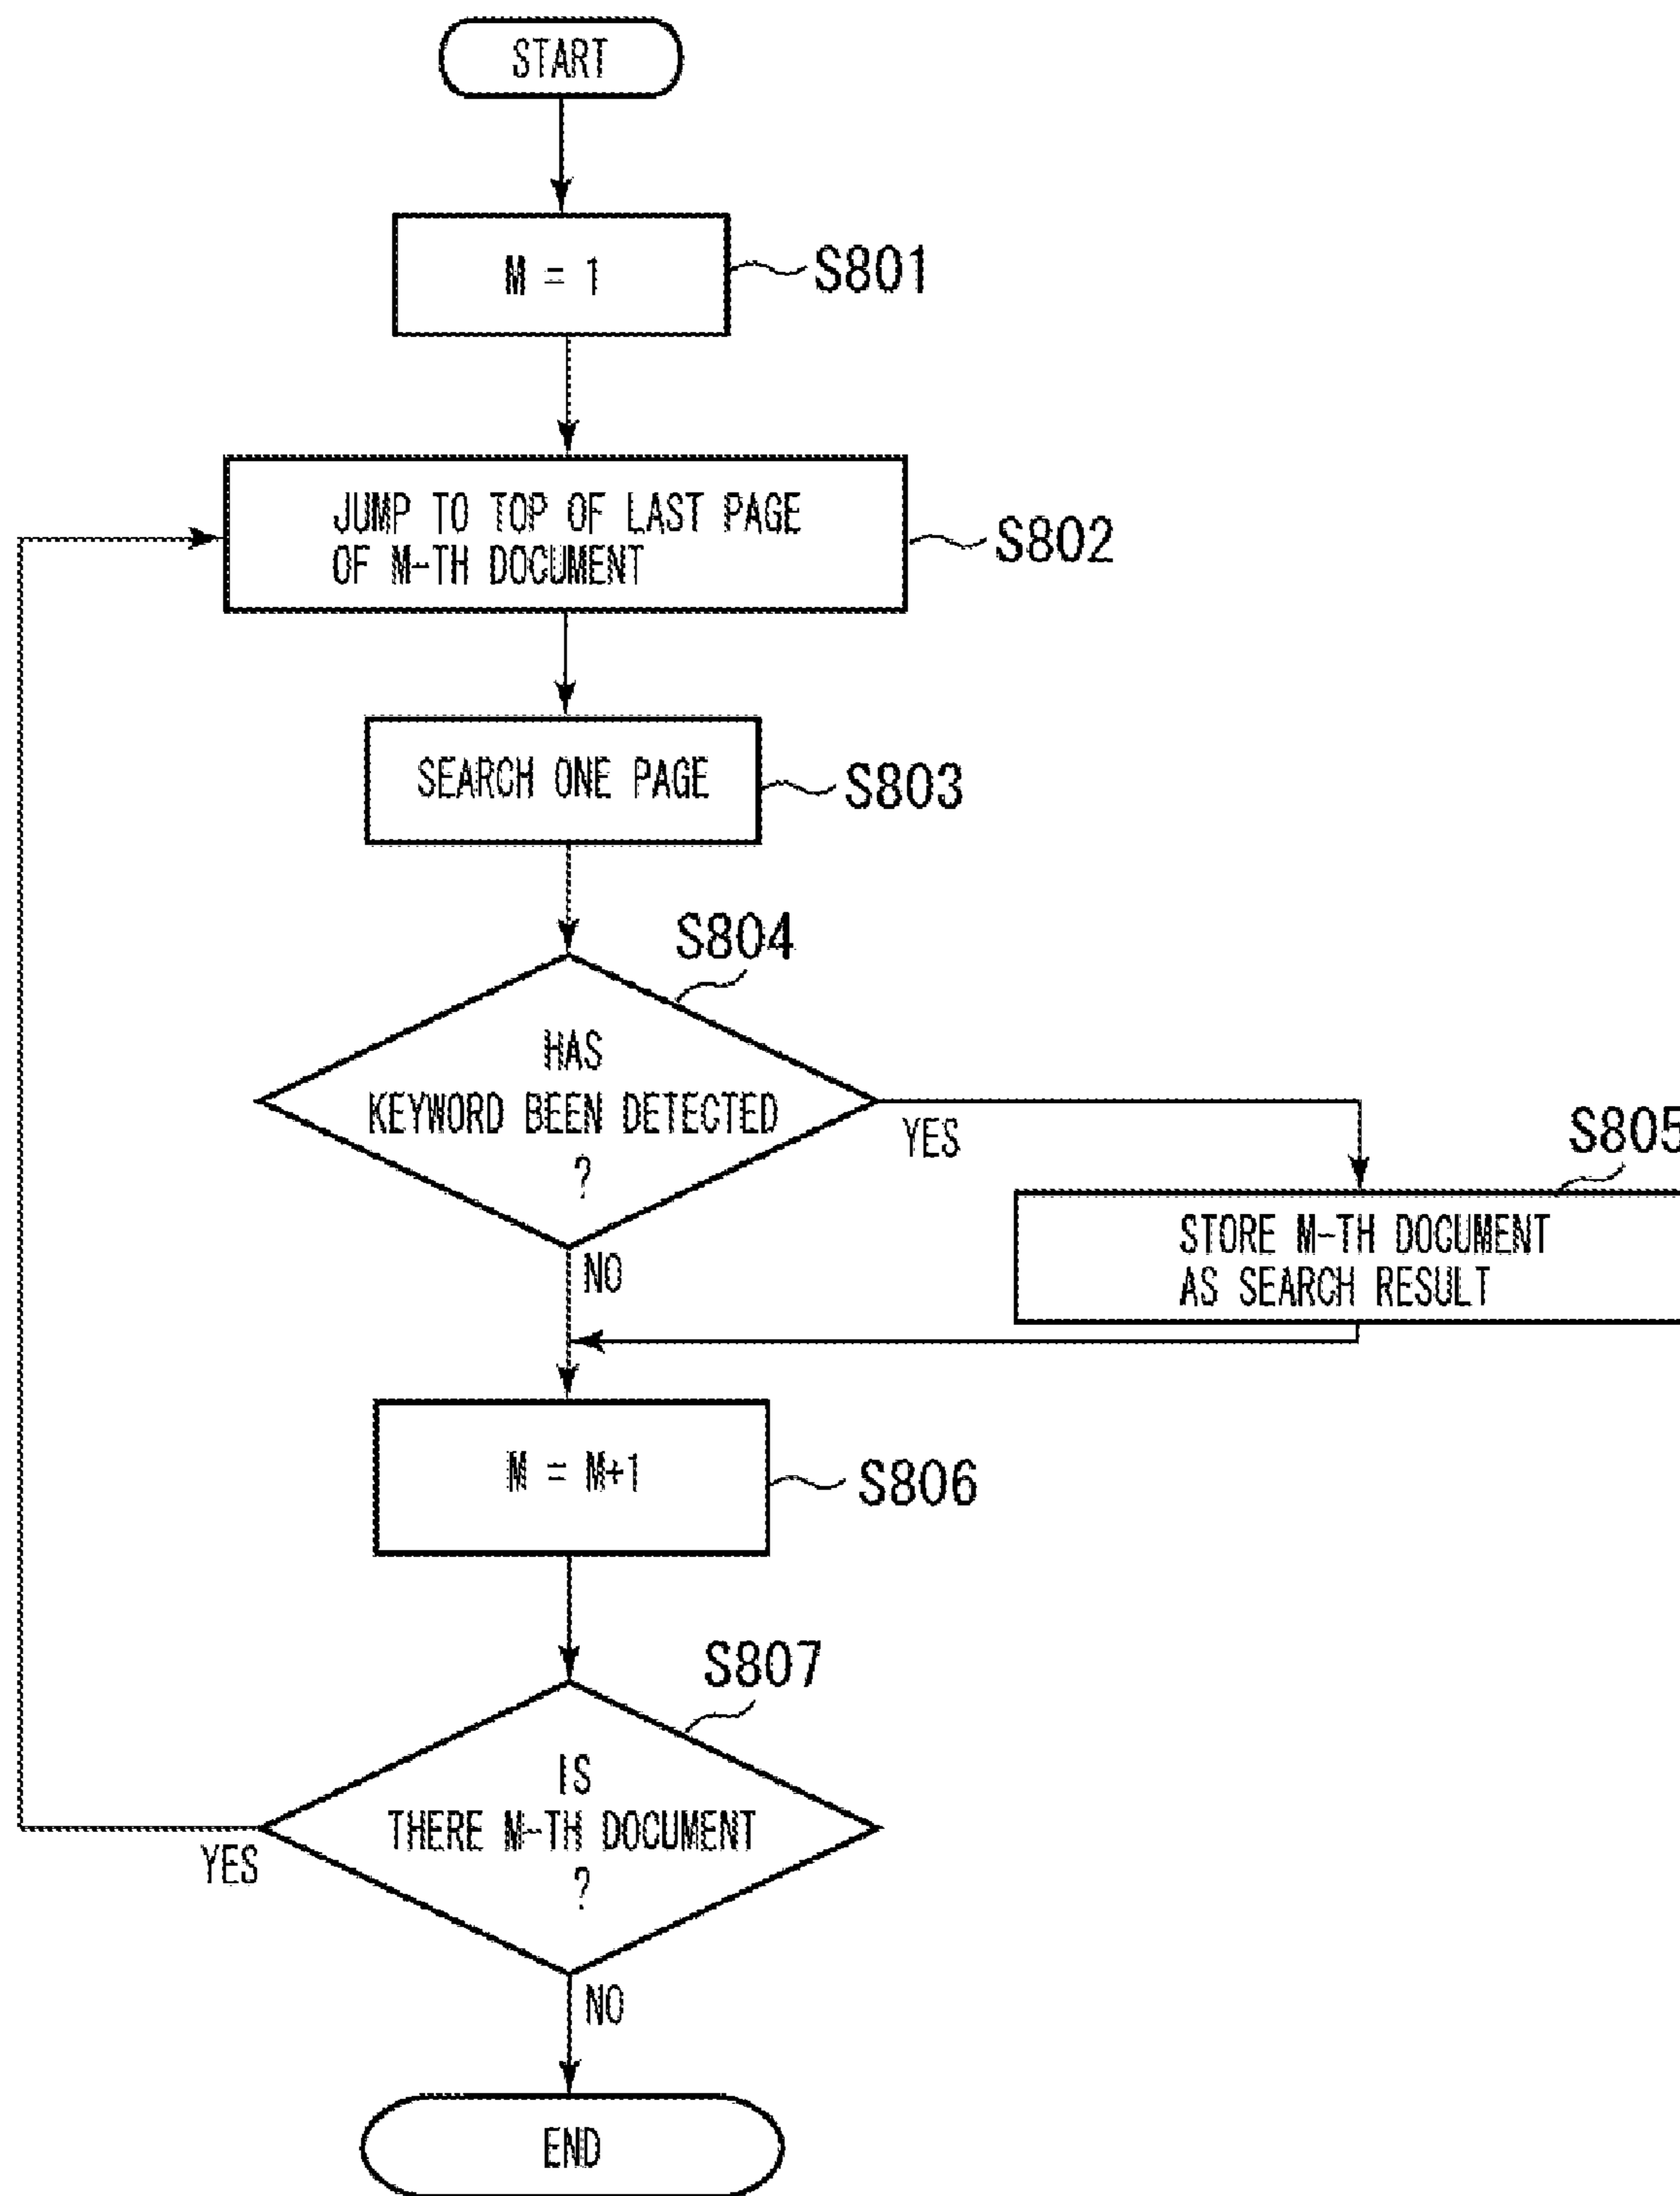 START
M = 1
S801
JUMP TO TOP OF LAST PAGE
OF M-TH DOCUMENT
S802
SEARCH ONE PAGE
S803
S804
HAS
KEYWORD BEEN DETECTED
?
YES
NO
S805
STORE M-TH DOCUMENT
AS SEARCH RESULT
M = M+1
S806
S807
IS
THERE M-TH DOCUMENT
?
YES
NO
END